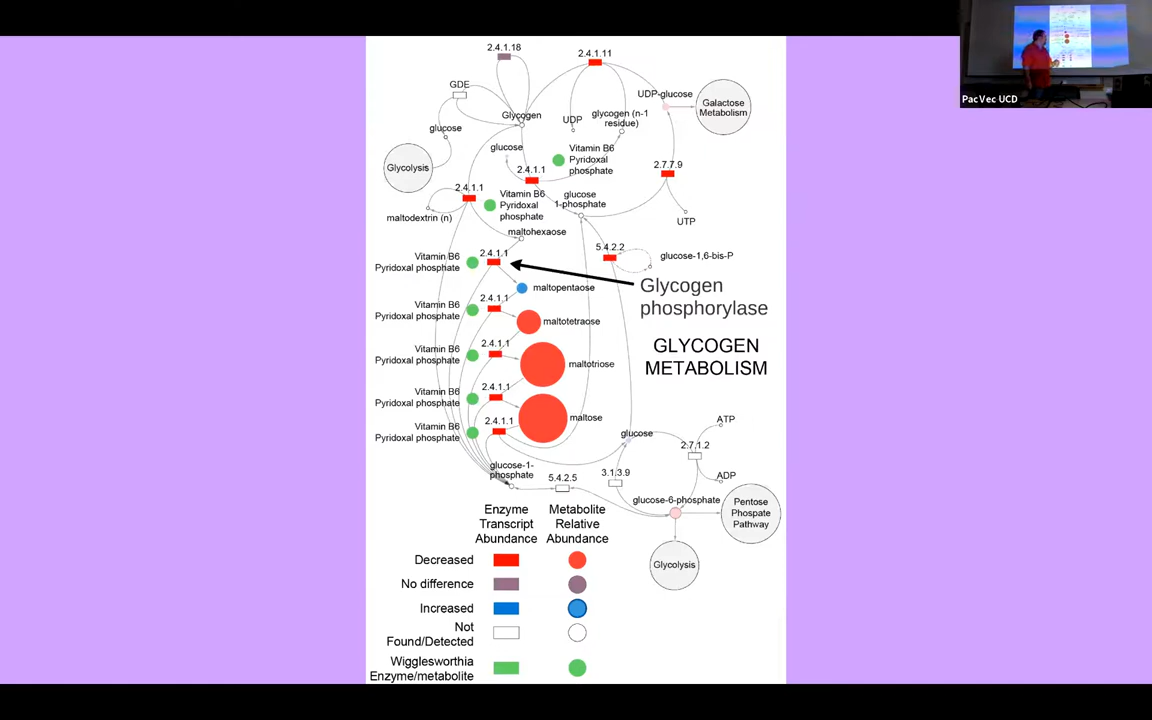 PacVec UCD
2.4.1.18
2.4.1.11
GDE
UDP-glucose
Galactose
Metabolism
Glycogen
UDP
glycogen (n-1
residue)
glucose
glucose
Vitamin B6
Pyridoxal
phosphate
Glycolysis
2.4.1.1
2.7.7.9
2.4.1.1
Vitamin B6
Pyridoxal
phosphate
glucose
1-phosphate
maltodextrin (n)
UTP
maltohexaose
5.4.2.2
glucose-1,6-bis-P
Vitamin B6
Pyridoxal phosphate
2.4.1.1
Glycogen
phosphorylase
maltopentaose
Vitamin B6
Pyridoxal phosphate
2.4.1.1
maltotetraose
GLYCOGEN
METABOLISM
Vitamin B6
Pyridoxal phosphate
2.4.1.1
maltotriose
Vitamin B6
Pyridoxal phosphate
2.4.1.1
maltose
Vitamin B6
Pyridoxal phosphate
2.4.1.1
glucose
ATP
2.7.1.2
ADP
glucose-1-
phosphate
5.4.2.5
3.1.3.9
glucose-6-phosphate
Pentose
Phospate
Pathway
Glycolysis
Enzyme
Transcript
Abundance
Metabolite
Relative
Abundance
Decreased
No difference
Increased
Not
Found/Detected
Wigglesworthia
Enzyme/metabolite